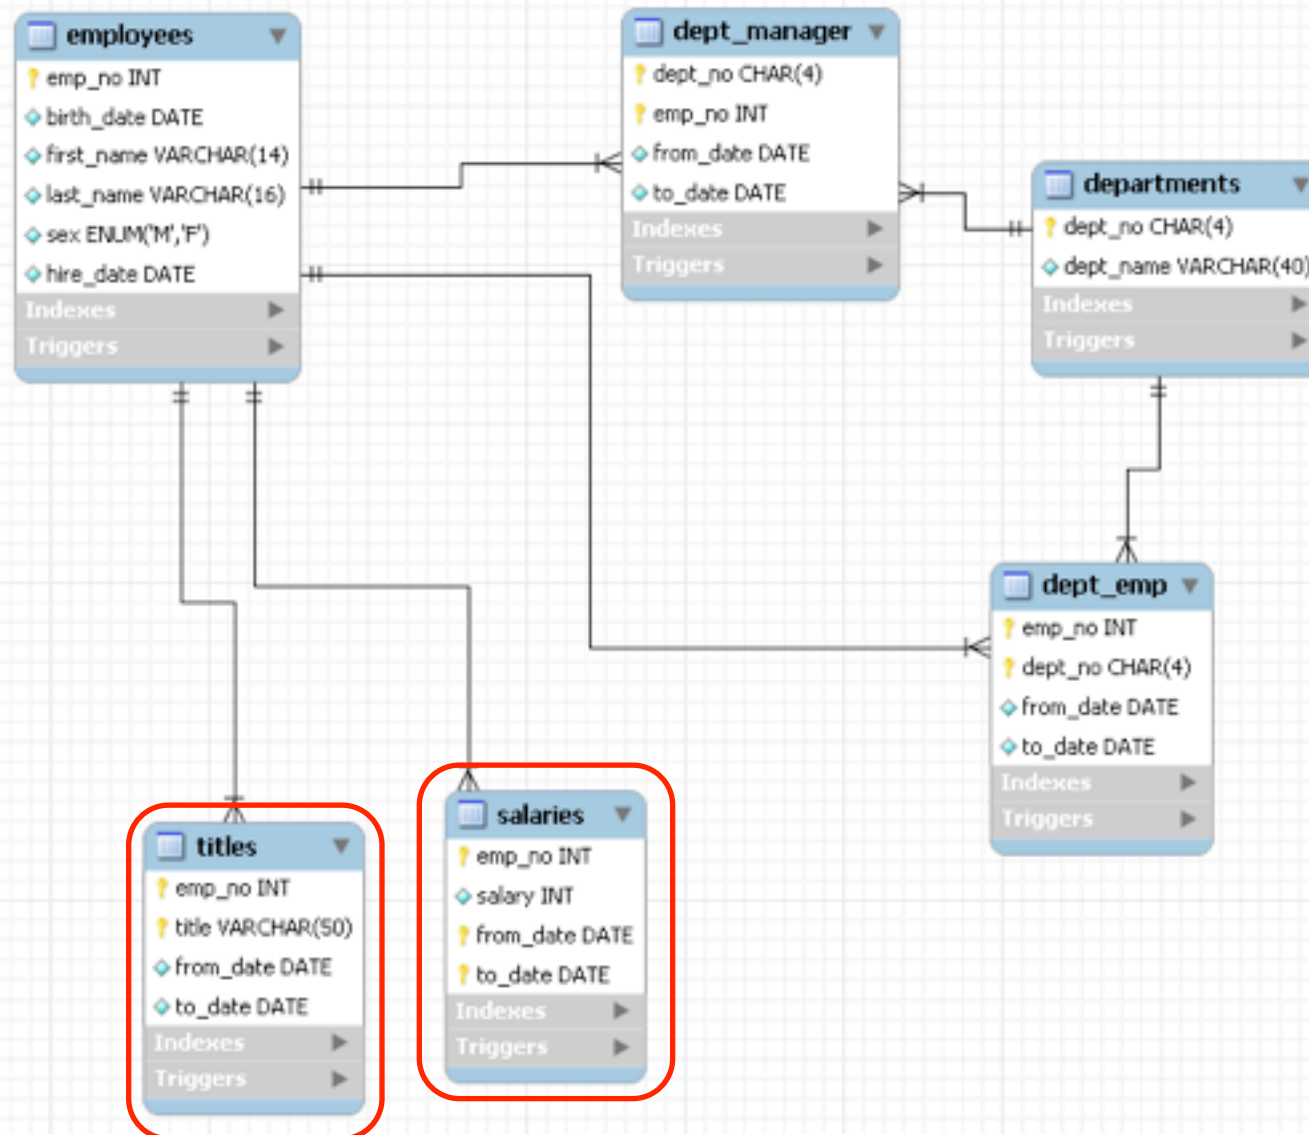 employees
emp_no INT
birth_date DATE
first_name VARCHAR(14)
last_name VARCHAR(16)
sex ENUM('M','F')
hire_date DATE
Indexes
Triggers
dept_manager
dept_no CHAR(4)
emp_no INT
from_date DATE
to_date DATE
Indexes
Triggers
departments
dept_no CHAR(4)
dept_name VARCHAR(40)
Indexes
Triggers
dept_emp
emp_no INT
dept_no CHAR(4)
from_date DATE
to_date DATE
Indexes
Triggers
titles
emp_no INT
title VARCHAR(50)
from_date DATE
to_date DATE
Indexes
Triggers
salaries
emp_no INT
salary INT
from_date DATE
to_date DATE
Indexes
Triggers